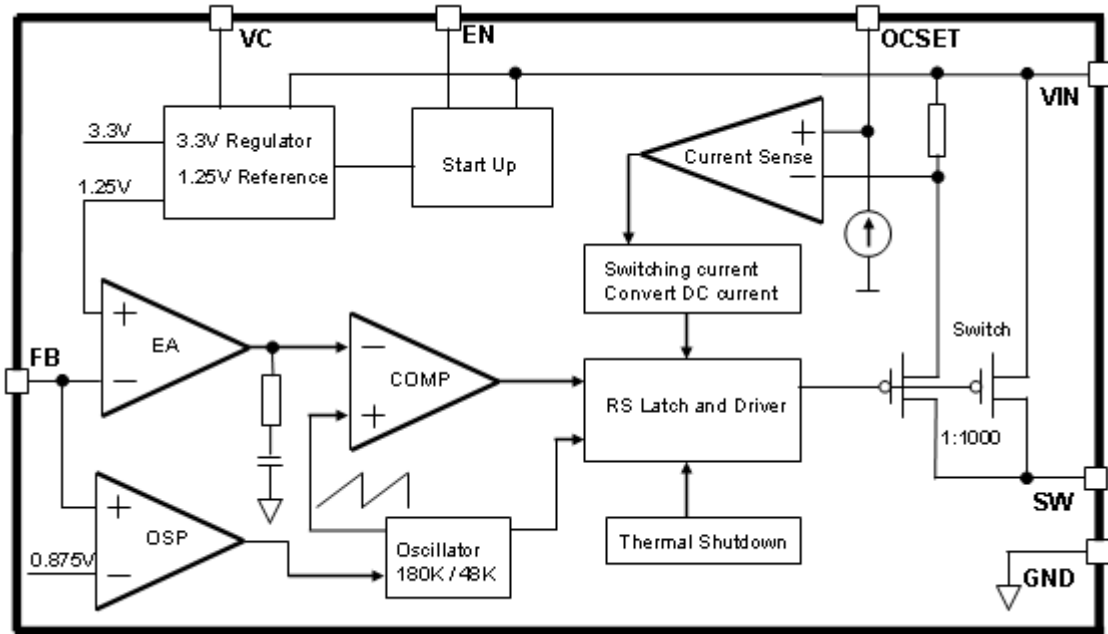 VC
EN
OCSET
VIN
3.3V
3.3V Regulator
1.25V Reference
Start Up
+
Current Sense
−
1.25V
Switching current
Convert DC current
+
EA
−
FB
−
COMP
+
Switch
RS Latch and Driver
1:1000
+
OSP
−
0.875V
Oscillator
180K / 48K
Thermal Shutdown
SW
GND